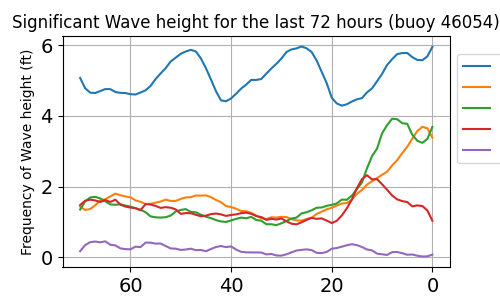 Significant Wave height for the last 72 hours (buoy 46054)
Frequency of Wave height (ft)
6
4
2
0
60 40 20 0